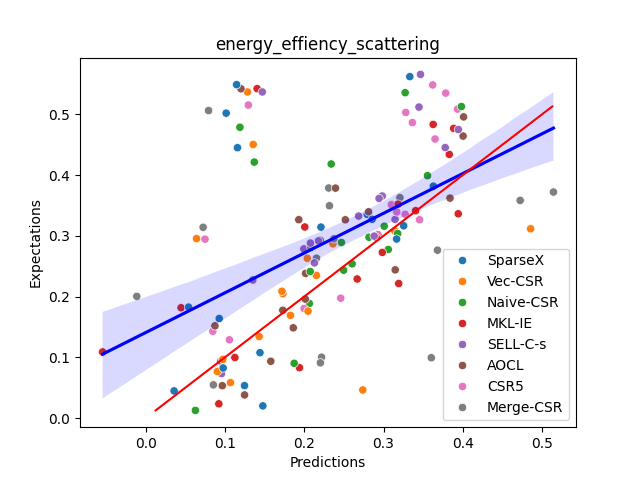 energy_effiency_scattering
Expectations
0.5
0.4
0.3
0.2
0.1
0.0
0.0 0.1 0.2 0.3 0.4 0.5
Predictions
SparseX
Vec-CSR
Naive-CSR
MKL-IE
SELL-C-s
AOCL
CSR5
Merge-CSR